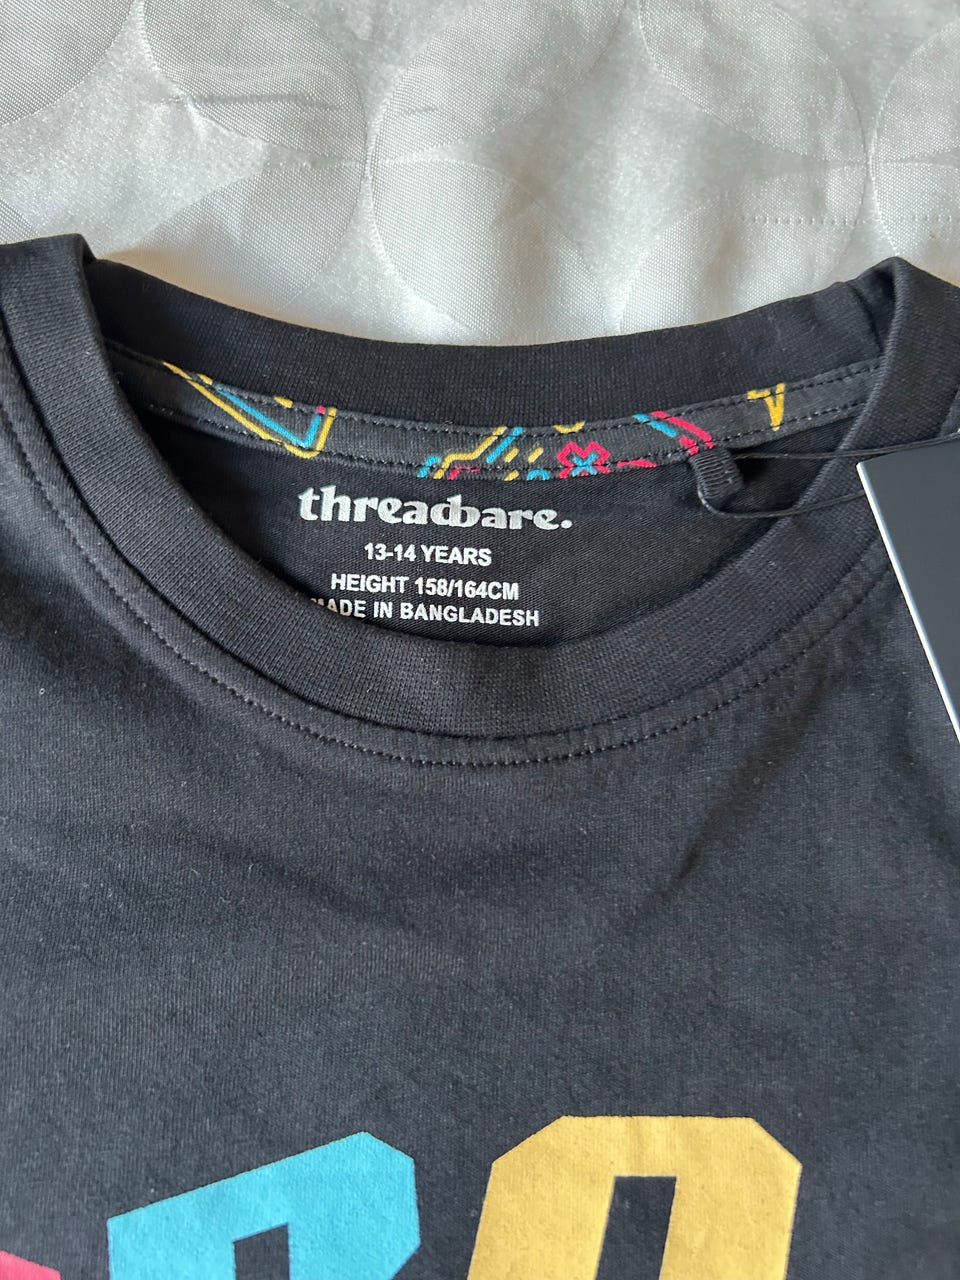 threadbare.
13-14 YEARS
HEIGHT 158/164CM
MADE IN BANGLADESH